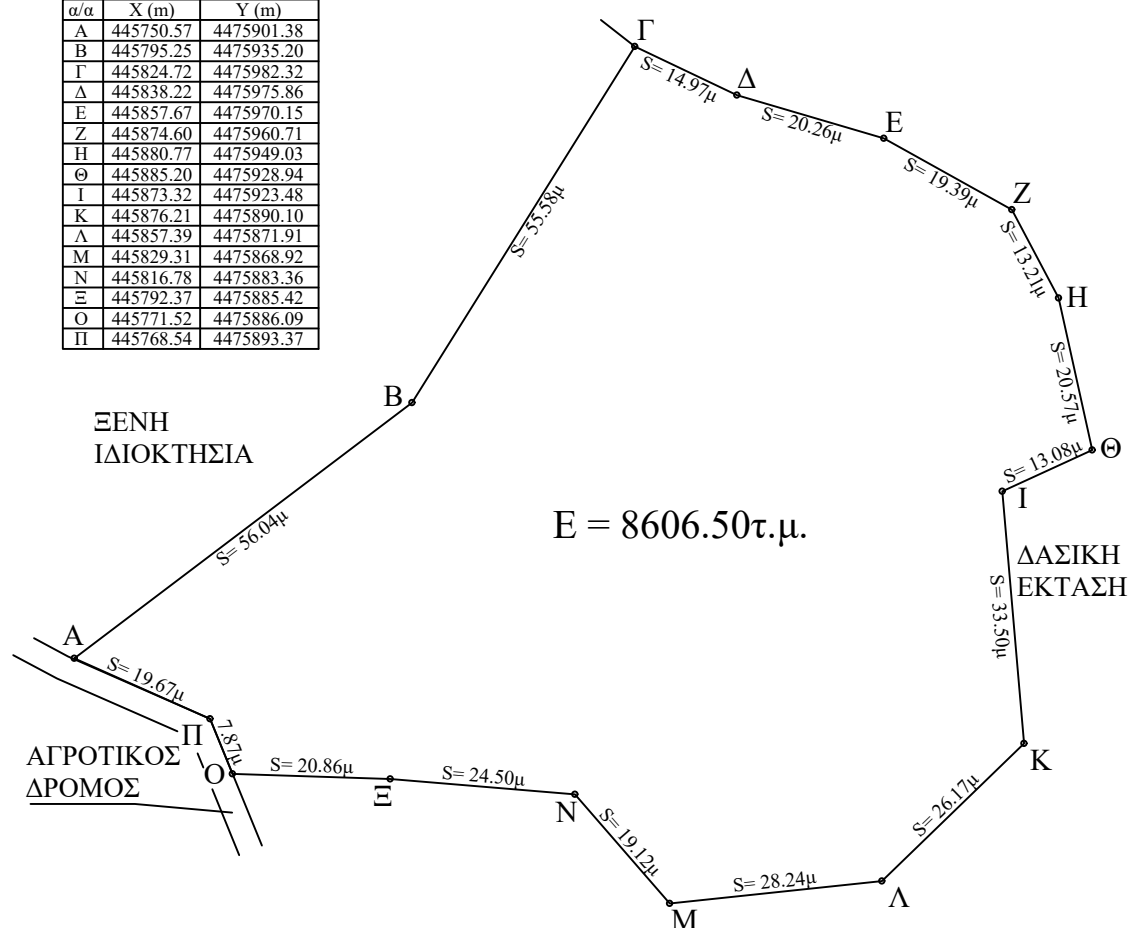 α/α X (m) Y (m)
Α 445750.57 4475901.38
Β 445795.25 4475935.20
Γ 445824.72 4475982.32
Δ 445838.22 4475975.86
Ε 445857.67 4475970.15
Ζ 445874.60 4475960.71
Η 445880.77 4475949.03
Θ 445885.20 4475928.94
Ι 445873.32 4475923.48
Κ 445876.21 4475890.10
Λ 445857.39 4475871.91
Μ 445829.31 4475868.92
Ν 445816.78 4475883.36
Ξ 445792.37 4475885.42
Ο 445771.52 4475886.09
Π 445768.54 4475893.37
Γ
S= 14.97μ
Δ
S= 20.26μ
Ε
S= 19.39μ
Ζ
S= 13.21μ
Η
S= 20.57μ
Θ
S= 13.08μ
Ι
S= 55.58μ
Β
ΞΕΝΗ
ΙΔΙΟΚΤΗΣΙΑ
S= 56.04μ
Ε = 8606.50τ.μ.
ΔΑΣΙΚΗ
ΕΚΤΑΣΗ
S= 33.50μ
Α
S= 19.67μ
Π
7.87μ
ΑΓΡΟΤΙΚΟΣ
ΔΡΟΜΟΣ
Ο
S= 20.86μ
Ξ
S= 24.50μ
Ν
S= 19.12μ
Μ
S= 28.24μ
Λ
S= 26.17μ
Κ